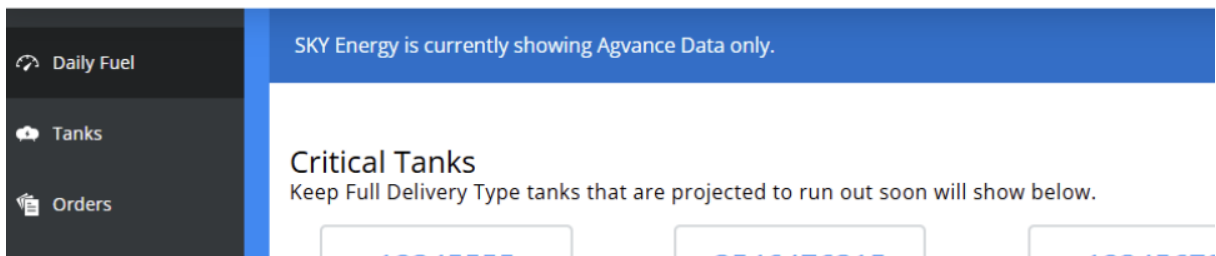 SKY Energy is currently showing Agvance Data only.
Daily Fuel
Tanks
Critical Tanks
Keep Full Delivery Type tanks that are projected to run out soon will show below.
Orders